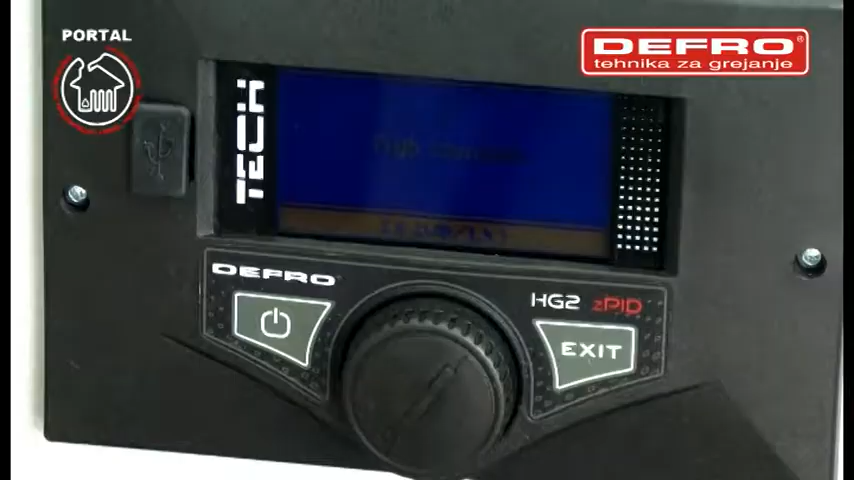 PORTAL
DEFRO®
tehnika za grejanje
TECH
DEFRO
HG2 zPID
EXIT